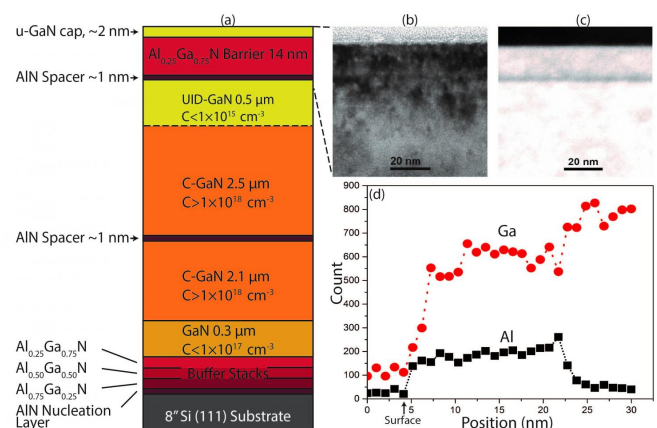 (a)
u-GaN cap, ~2 nm
Al0.25Ga0.75N Barrier 14 nm
AlN Spacer ~1 nm
UID-GaN 0.5 μm
C<1×10^15 cm^-3
C-GaN 2.5 μm
C>1×10^18 cm^-3
AlN Spacer ~1 nm
C-GaN 2.1 μm
C>1×10^18 cm^-3
GaN 0.3 μm
C<1×10^17 cm^-3
Al0.25Ga0.75N
Al0.50Ga0.50N
Al0.75Ga0.25N
Buffer Stacks
AlN Nucleation
Layer
8" Si (111) Substrate
(b)
20 nm
(c)
20 nm
(d)
900
800
700
600
500
400
300
200
100
0
Count
Ga
Al
0 5 10 15 20 25 30
Surface
Position (nm)